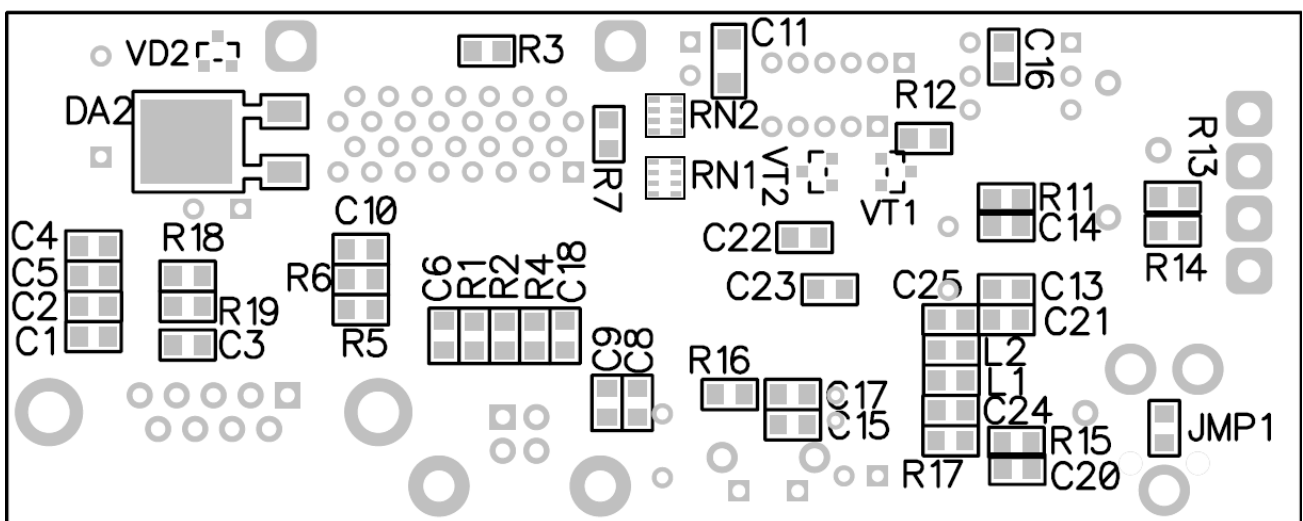 VD2
R3
C11
C16
DA2
RN2
R12
R13
RN1
VT2
VT1
R7
R11
C14
C10
C4
R18
C22
R14
C5
R6
C23
C25
C13
C2
R19
C6
R1
R2
R4
C18
C21
C1
C3
R5
L2
C9
C8
R16
L1
C17
C24
C15
JMP1
R15
R17
C20